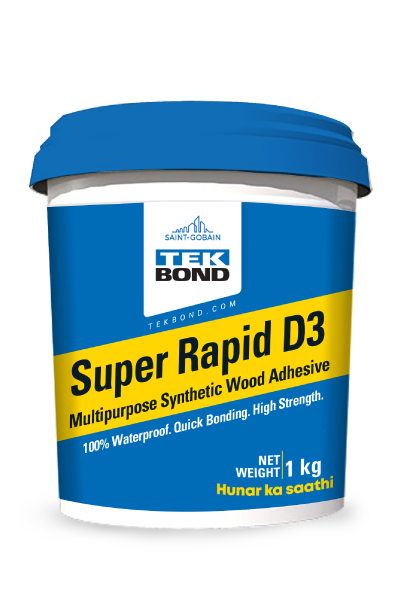 SAINT-GOBAIN
TEK
BOND
TEKBOND.COM
Super Rapid D3
Multipurpose Synthetic Wood Adhesive
100% Waterproof. Quick Bonding. High Strength.
NET
WEIGHT 1 kg
Hunar ka saathi